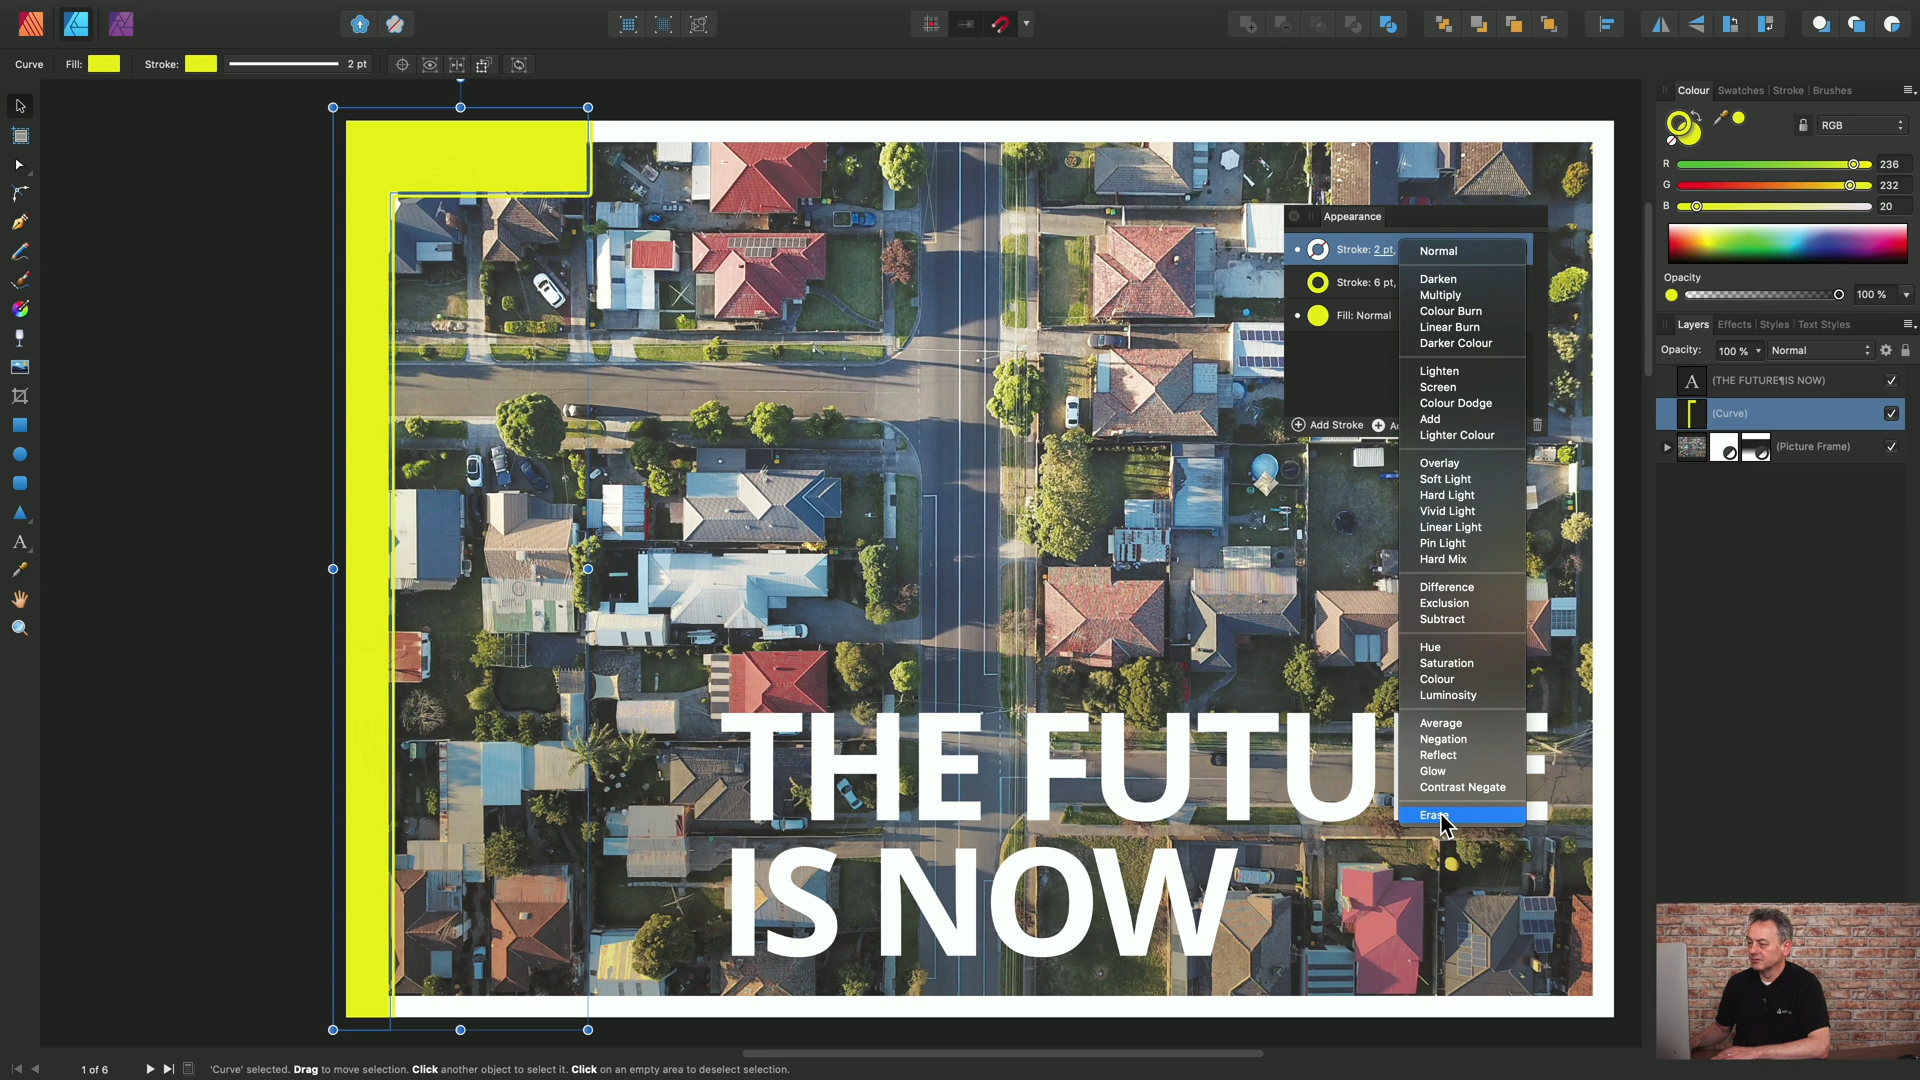 Curve Fill: Stroke: 2 pt
Colour Swatches Stroke Brushes
RGB
R 236
G 232
B 20
Opacity
100 %
Layers Effects Styles Text Styles
Opacity: 100 % Normal
A (THE FUTURE¶IS NOW)
(Curve)
(Picture Frame)
Appearance
Stroke: 2 pt,
Stroke: 6 pt,
Fill: Normal
Add Stroke
Normal
Darken
Multiply
Colour Burn
Linear Burn
Darker Colour
Lighten
Screen
Colour Dodge
Add
Lighter Colour
Overlay
Soft Light
Hard Light
Vivid Light
Linear Light
Pin Light
Hard Mix
Difference
Exclusion
Subtract
Hue
Saturation
Colour
Luminosity
Average
Negation
Reflect
Glow
Contrast Negate
Erase
THE FUTU E
IS NOW
A
1 of 6 'Curve' selected. Drag to move selection. Click another object to select it. Click on an empty area to deselect selection.